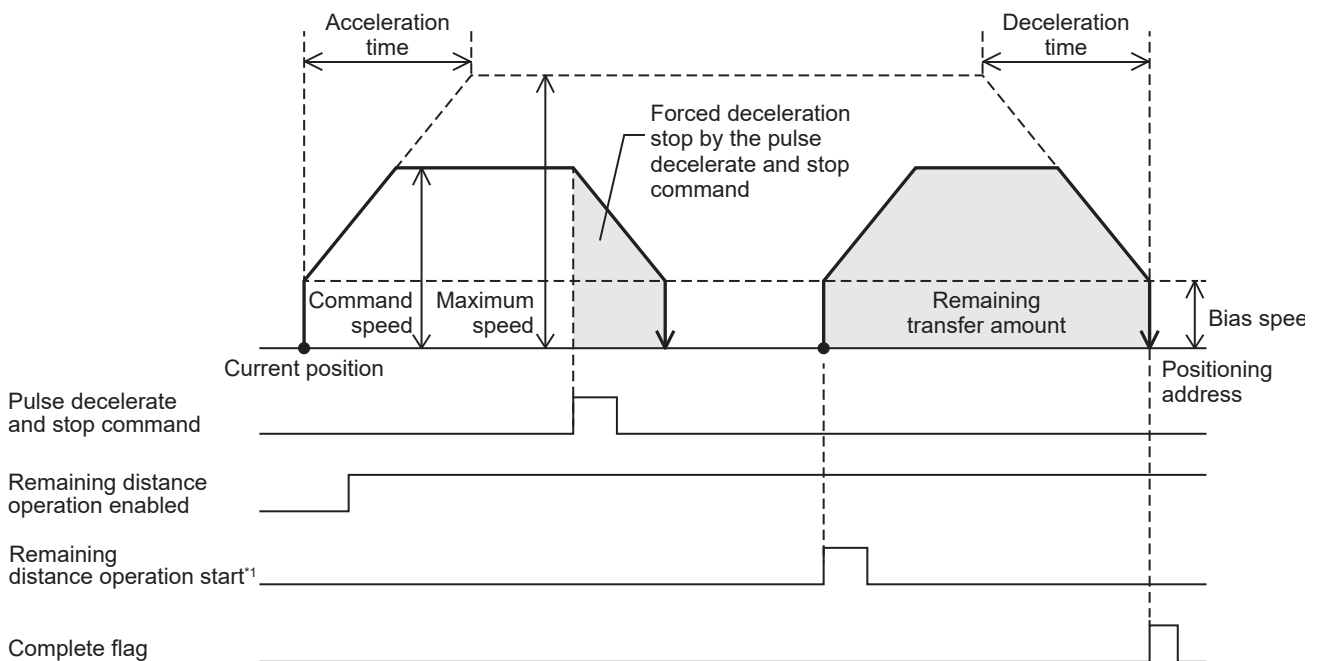 Acceleration
time
Deceleration
time
Forced deceleration
stop by the pulse
decelerate and stop
command
Command
speed
Maximum
speed
Remaining
transfer amount
Bias spee
Current position
Positioning
address
Pulse decelerate
and stop command
Remaining distance
operation enabled
Remaining
distance operation start*1
Complete flag